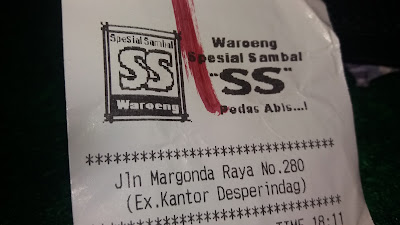 Spesial Sambal
SS
Waroeng
Waroeng
Spesial Sambal
"SS"
Pedas Abis...!
********************************
Jln Margonda Raya No.280
(Ex.Kantor Desperindag)
********************************
TIME 18:11